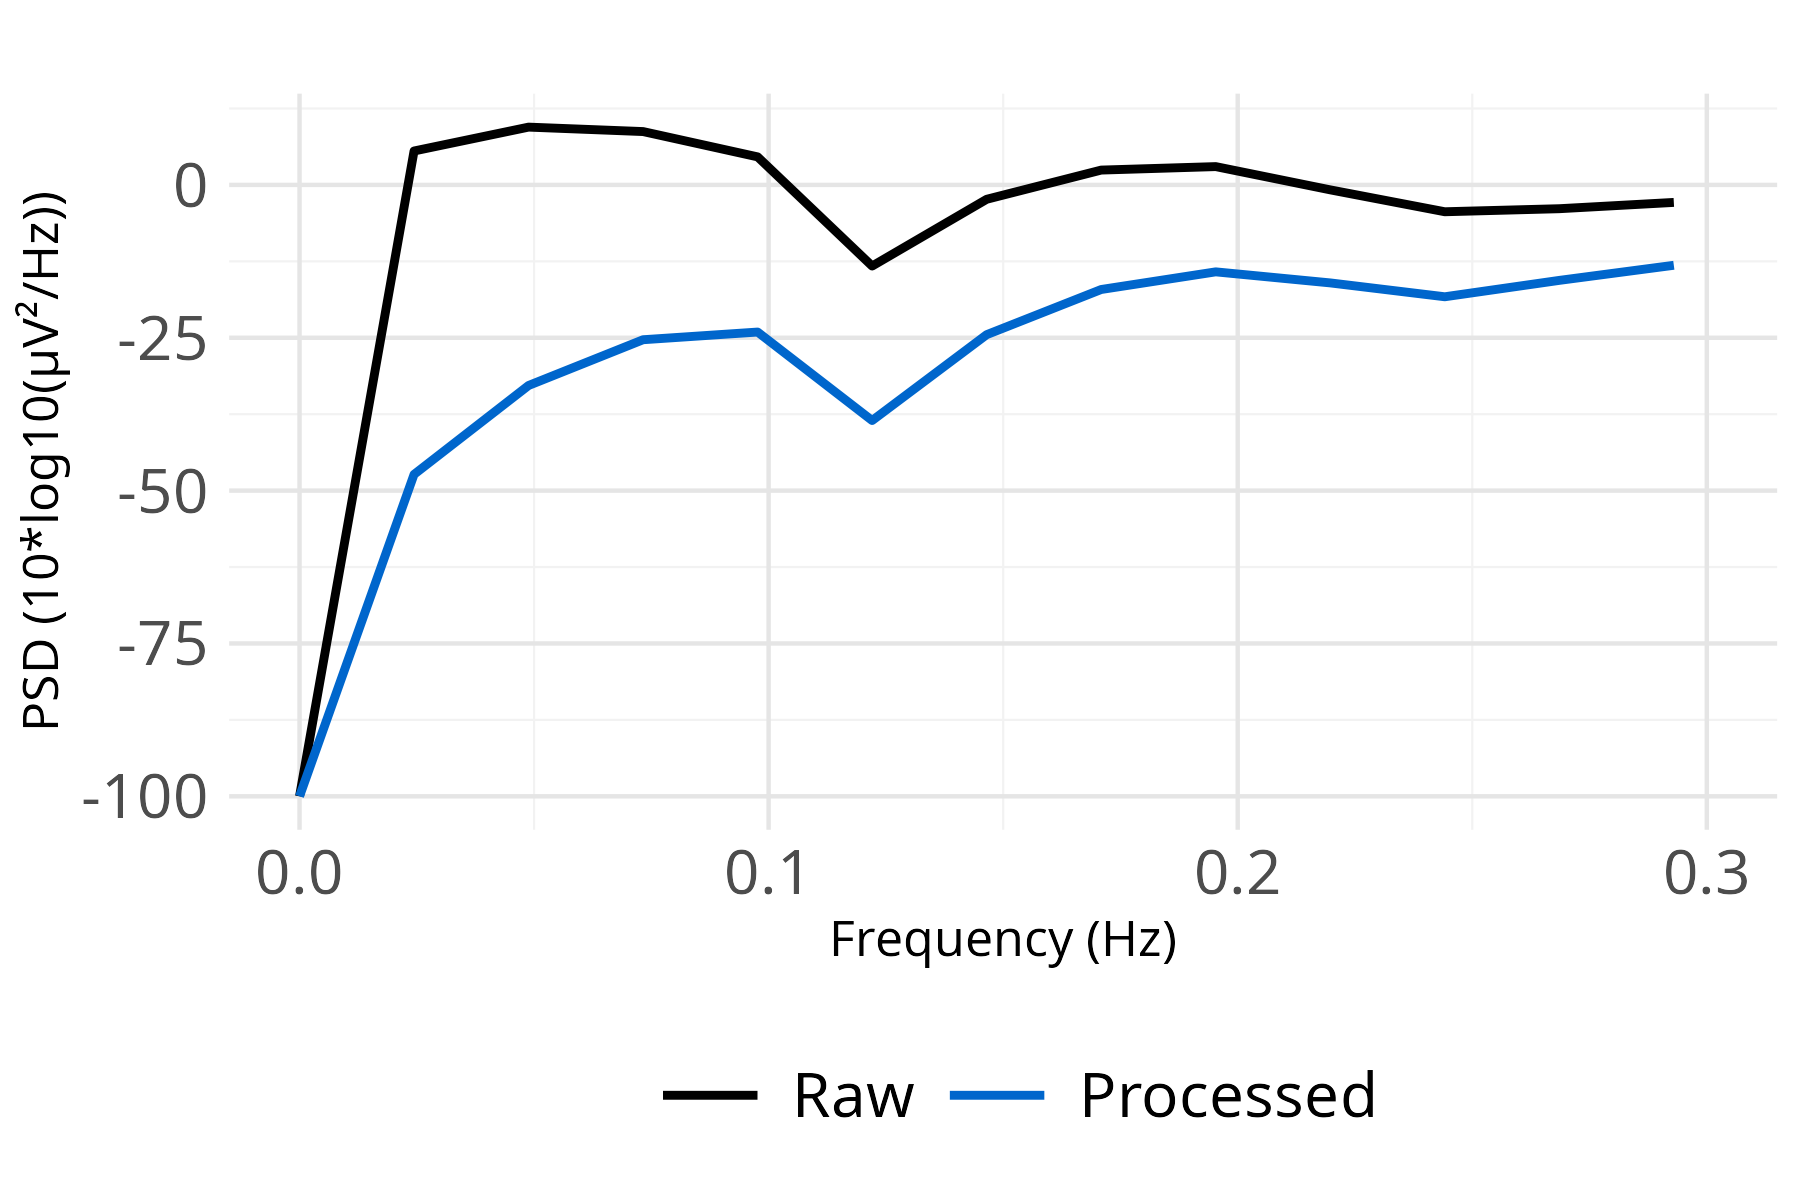 PSD (10*log10(µV²/Hz))
0
-25
-50
-75
-100
0.0 0.1 0.2 0.3
Frequency (Hz)
Raw Processed